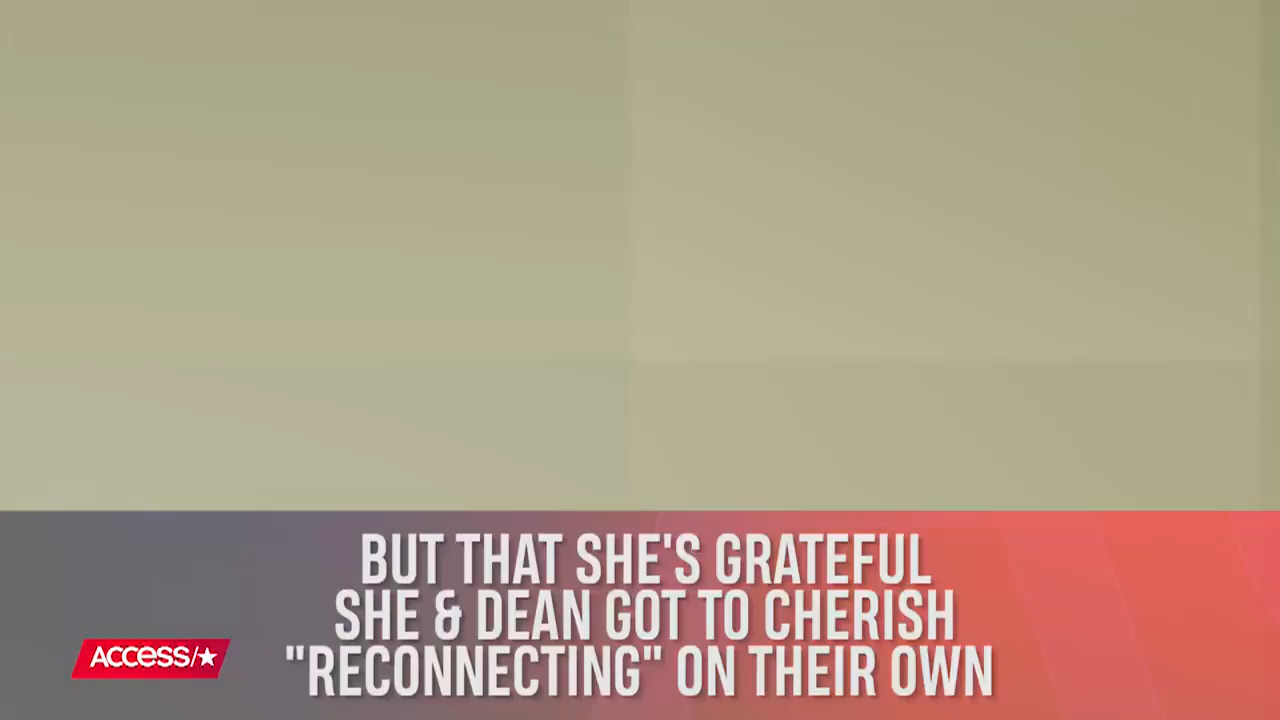 BUT THAT SHE'S GRATEFUL
SHE & DEAN GOT TO CHERISH
"RECONNECTING" ON THEIR OWN
ACCESS/★